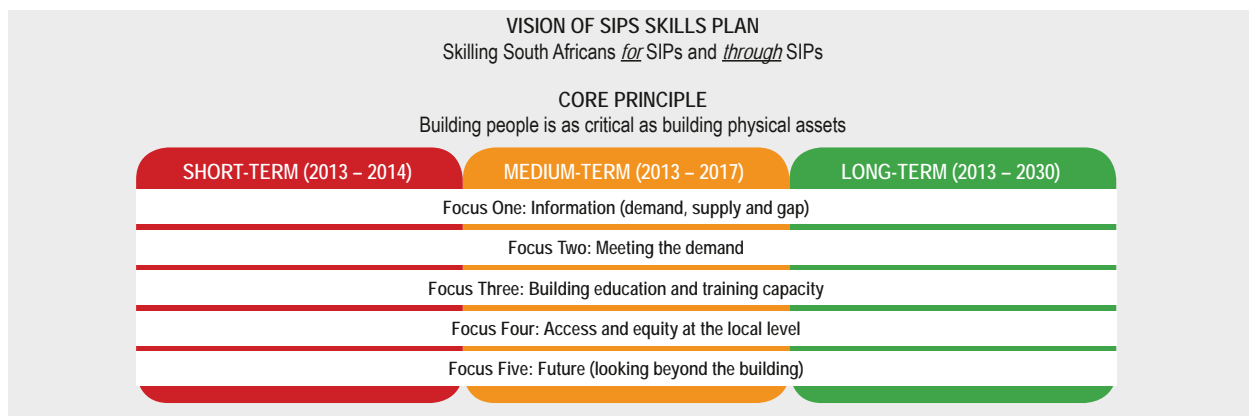 VISION OF SIPS SKILLS PLAN
Skilling South Africans for SIPs and through SIPs
CORE PRINCIPLE
Building people is as critical as building physical assets
SHORT-TERM (2013 – 2014)
MEDIUM-TERM (2013 – 2017)
LONG-TERM (2013 – 2030)
Focus One: Information (demand, supply and gap)
Focus Two: Meeting the demand
Focus Three: Building education and training capacity
Focus Four: Access and equity at the local level
Focus Five: Future (looking beyond the building)